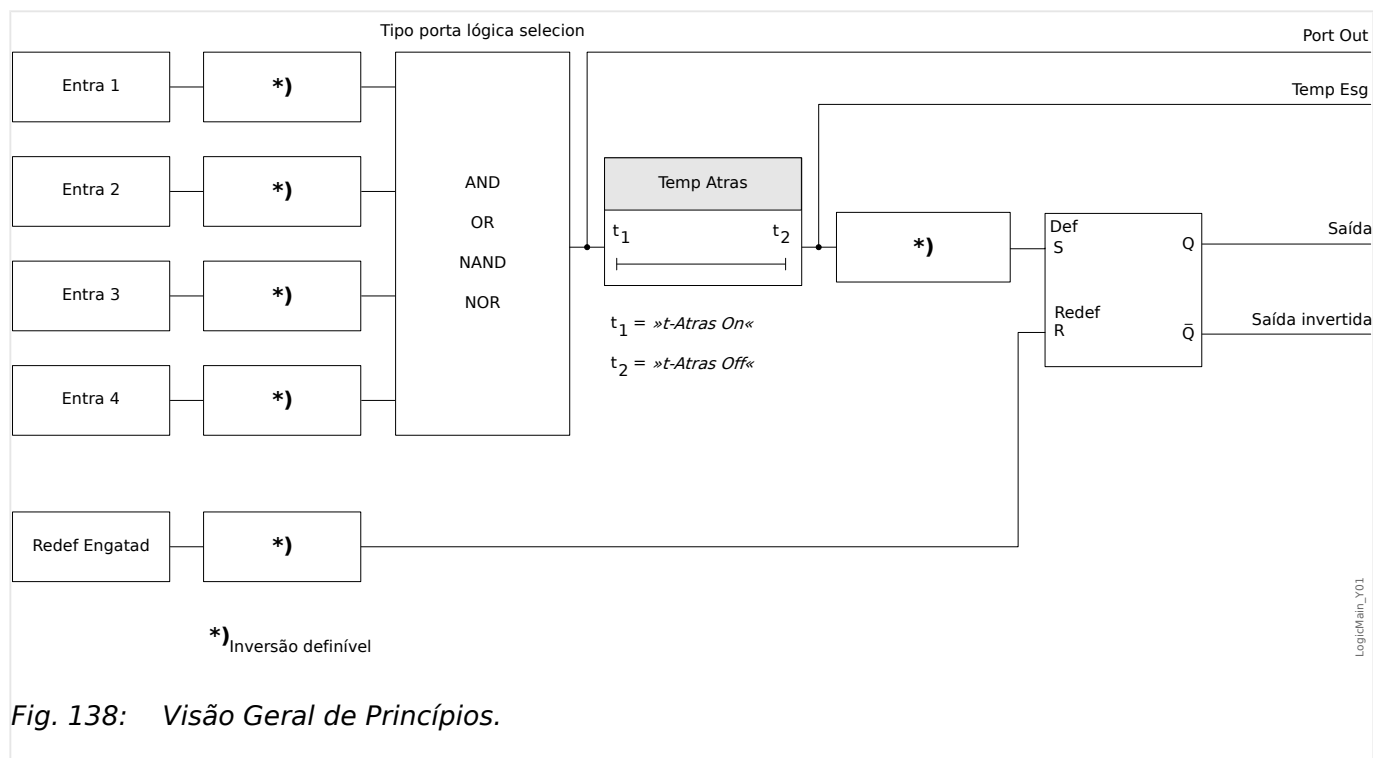 Tipo porta lógica selecion
Port Out
Temp Esg
Entra 1
*)
Entra 2
*)
Entra 3
*)
Entra 4
*)
AND
OR
NAND
NOR
Temp Atras
t1
t2
t1 = »t-Atras On«
t2 = »t-Atras Off«
*)
Def
S
Q
Redef
R
Q̅
Saída
Saída invertida
Redef Engatad
*)
*)Inversão definível
LogicMain_Y01
Fig. 138: Visão Geral de Princípios.